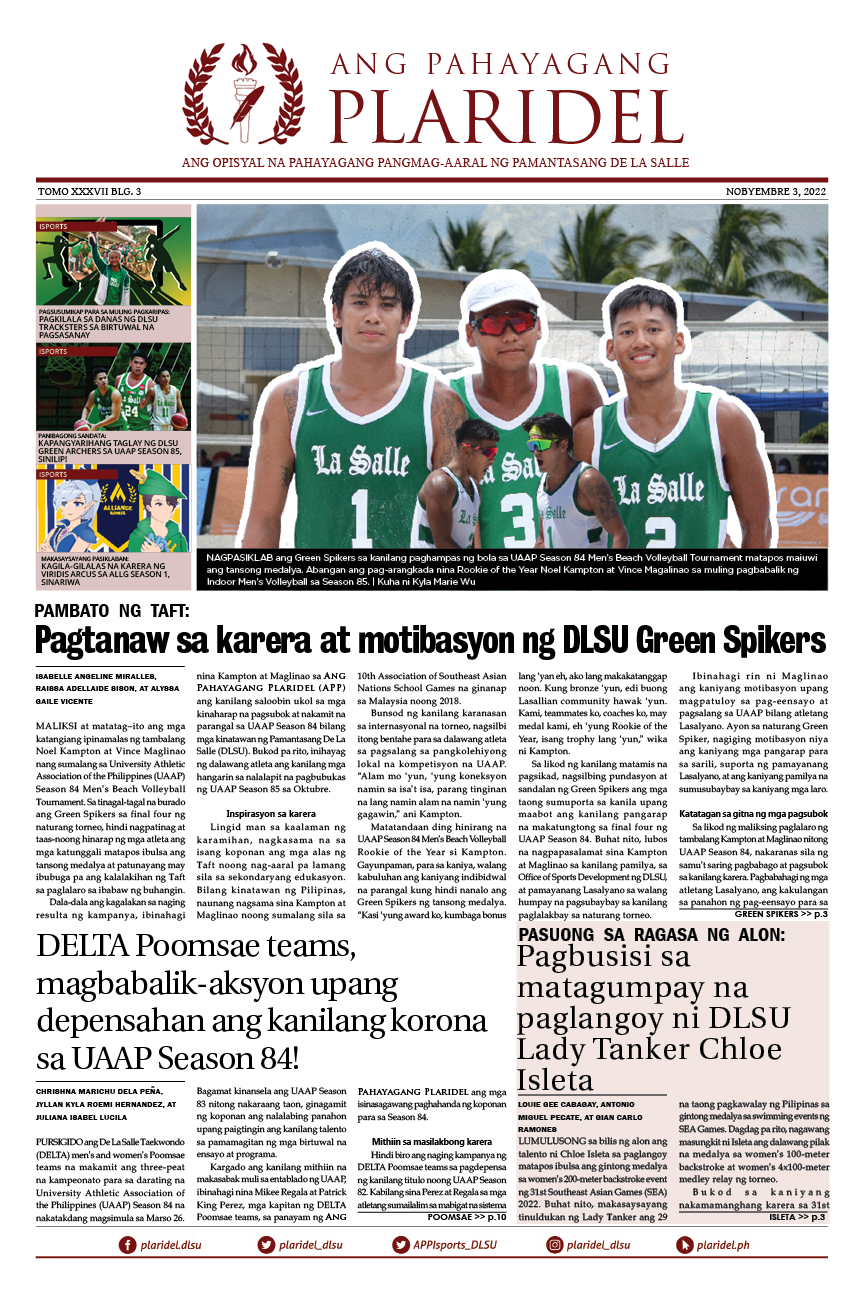 ANG PAHAYAGANG
PLARIDEL
ANG OPISYAL NA PAHAYAGANG PANGMAG-AARAL NG PAMANTASANG DE LA SALLE
TOMO XXXVII BLG. 3
NOBYEMBRE 3, 2022
ISPORTS
PAGSUSUMIKAP PARA SA MULING PAGKARIPAS:
PAGKILALA SA DANAS NG DLSU
TRACKSTERS SA BIRTUWAL NA
PAGSASANAY
ISPORTS
La Salle
24
PANIBAGONG SANDATA:
KAPANGYARIHANG TAGLAY NG DLSU
GREEN ARCHERS SA UAAP SEASON 85,
SINILIP!
ISPORTS
ALLIANCE
GAMES
MAKASAYSAYANG PASIKLABAN:
KAGILA-GILALAS NA KARERA NG
VIRIDIS ARCUS SA ALLG SEASON 1,
SINARIWA
La Salle
1
La Salle
2
3
NAGPASIKLAB ang Green Spikers sa kanilang paghampas ng bola sa UAAP Season 84 Men's Beach Volleyball Tournament matapos maiuwi
ang tansong medalya. Abangan ang pag-arangkada nina Rookie of the Year Noel Kampton at Vince Magalinao sa muling pagbabalik ng
Indoor Men's Volleyball sa Season 85. | Kuha ni Kyla Marie Wu
PAMBATO NG TAFT:
Pagtanaw sa karera at motibasyon ng DLSU Green Spikers
ISABELLE ANGELINE MIRALLES,
RAISSA ADELLAIDE SISON, AT ALYSSA
GAILE VICENTE
MALIKSI at matatag–ito ang mga
katangiang ipinamalas ng tambalang
Noel Kampton at Vince Maglinao
nang sumalang sa University Athletic
Association of the Philippines (UAAP)
Season 84 Men's Beach Volleyball
Tournament. Sa tinagal-tagal na burado
ang Green Spikers sa final four ng
naturang torneo, hindi nagpatinag at
taas-noong hinarap ng mga atleta ang
mga katunggali matapos ibulsa ang
tansong medalya at patunayang may
ibubuga pa ang kalalakihan ng Taft
sa paglalaro sa ibabaw ng buhangin.
Dala-dala ang kagalakan sa naging
resulta ng kampanya, ibinahagi
nina Kampton at Maglinao sa ANG
PAHAYAGANG PLARIDEL (APP)
ang kanilang saloobin ukol sa mga
kinaharap na pagsubok at nakamit na
parangal sa UAAP Season 84 bilang
mga kinatawan ng Pamantasang De La
Salle (DLSU). Bukod pa rito, inihayag
ng dalawang atleta ang kanilang mga
hangarin sa nalalapit na pagbubukas
ng UAAP Season 85 sa Oktubre.
Inspirasyon sa karera
Lingid man sa kaalaman ng
karamihan, nagkasama na sa
isang koponan ang mga alas ng
Taft noong nag-aaral pa lamang
sila sa sekondaryang edukasyon.
Bilang kinatawan ng Pilipinas,
naunang nagsama sina Kampton at
Maglinao noong sumalang sila sa
10th Association of Southeast Asian
Nations School Games na ginanap
sa Malaysia noong 2018.
Bunsod ng kanilang karanasan
sa internasyonal na torneo, nagsilbi
itong bentahe para sa dalawang atleta
sa pagsalang sa pangkolehiyong
lokal na kompetisyon na UAAP.
"Alam mo 'yun, 'yung koneksyon
namin sa isa't isa, parang tinginan
na lang namin alam na namin 'yung
gagawin," ani Kampton.
Matatandaan ding hinirang na
UAAP Season 84 Men's Beach Volleyball
Rookie of the Year si Kampton.
Gayunpaman, para sa kaniya, walang
kabuluhan ang kaniyang indibidwal
na parangal kung hindi nanalo ang
Green Spikers ng tansong medalya.
"Kasi 'yung award ko, kumbaga bonus
lang 'yan eh, ako lang makakatanggap
noon. Kung bronze 'yun, edi buong
Lasallian community hawak 'yun.
Kami, teammates ko, coaches ko, may
medal kami, eh 'yung Rookie of the
Year, isang trophy lang 'yun," wika
ni Kampton.
Sa likod ng kanilang matamis na
pagsikad, nagsilbing pundasyon at
sandalan ng Green Spikers ang mga
taong sumuporta sa kanila upang
maabot ang kanilang pangarap
na makatungtong sa final four ng
UAAP Season 84. Buhat nito, lubos
na nagpapasalamat sina Kampton
at Maglinao sa kanilang pamilya, sa
Office of Sports Development ng DLSU,
at pamayanang Lasalyano sa walang
humpay na pagsubaybay sa kanilang
paglalakbay sa naturang torneo.
Ibinahagi rin ni Maglinao
ang kaniyang motibasyon upang
magpatuloy sa pag-eensayo at
pagsalang sa UAAP bilang atletang
Lasalyano. Ayon sa naturang Green
Spiker, nagiging motibasyon niya
ang kaniyang mga pangarap para
sa sarili, suporta ng pamayanang
Lasalyano, at ang kaniyang pamilya na
sumusubaybay sa kaniyang mga laro.
Katatagan sa gitna ng mga pagsubok
Sa likod ng maliksing paglalaro ng
tambalang Kampton at Maglinao nitong
UAAP Season 84, nakaranas sila ng
samu't saring pagbabago at pagsubok
sa kanilang karera. Pagbabahagi ng mga
atletang Lasalyano, ang kakulangan
sa panahon ng pag-eensayo para sa
GREEN SPIKERS >> p.3
DELTA Poomsae teams,
magbabalik-aksyon upang
depensahan ang kanilang korona
sa UAAP Season 84!
CHRISHNA MARICHU DELA PEÑA,
JYLLAN KYLA ROEMI HERNANDEZ, AT
JULIANA ISABEL LUCILA
PURSIGIDO ang De La Salle Taekwondo
(DELTA) men's and women's Poomsae
teams na makamit ang three-peat
na kampeonato para sa darating na
University Athletic Association of
the Philippines (UAAP) Season 84 na
nakatakdang magsimula sa Marso 26.
Bagamat kinansela ang UAAP Season
83 nitong nakaraang taon, ginagamit
ng koponan ang nalalabing panahon
upang paigtingin ang kanilang talento
sa pamamagitan ng mga birtuwal na
ensayo at programa.
Kargado ang kanilang mithiin na
makasabak muli sa entablado ng UAAP,
ibinahagi nina Mikee Regala at Patrick
King Perez, mga kapitan ng DELTA
Poomsae teams, sa panayam ng ANG
PAHAYAGANG PLARIDEL ang mga
isinasagawang paghahanda ng koponan
para sa Season 84.
Mithiin sa masilakbong karera
Hindi biro ang naging kampanya ng
DELTA Poomsae teams sa pagdepensa
ng kanilang titulo noong UAAP Season
82. Kabilang sina Perez at Regala sa mga
atletang sumailalim sa mabigat na sistema
POOMSAE >> p.10
PASUONG SA RAGASA NG ALON:
Pagbusisi sa
matagumpay na
paglangoy ni DLSU
Lady Tanker Chloe
Isleta
LOUIE GEE CABAGAY, ANTONIO
MIGUEL PECATE, AT GIAN CARLO
RAMONES
LUMULUSONG sa bilis ng alon ang
talento ni Chloe Isleta sa paglangoy
matapos ibulsa ang gintong medalya
sa women's 200-meter backstroke event
ng 31st Southeast Asian Games (SEA)
2022. Buhat nito, makasaysayang
tinuldukan ng Lady Tanker ang 29
na taong pagkawalay ng Pilipinas sa
gintong medalya sa swimming events ng
SEA Games. Dagdag pa rito, nagawang
masungkit ni Isleta ang dalawang pilak
na medalya sa women's 100-meter
backstroke at women's 4x100-meter
medley relay ng torneo.
Bukod sa kaniyang
nakamamanghang karera sa 31st
ISLETA >> p.3
plaridel.dlsu
plaridel_dlsu
APPIsports_DLSU
plaridel_dlsu
plaridel.ph